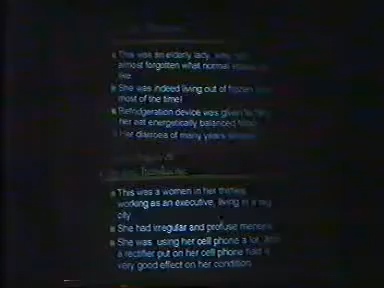 This was an elderly lady, who
almost forgotten what normal
like
She was indeed living out of frozen
most of the time!
Refridgeration device was given to
her eat energetically balanced
Her diarroea of many years
This was a women in her thirties
working as an executive, living in a big
city
She had irregular and profuse menses
She was using her cell phone a lot, and
a rectifier put on her cell phone had a
very good effect on her condition